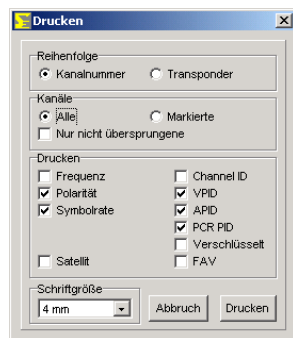 Drucken
Reihenfolge
Kanalnummer Transponder
Kanäle
Alle Markierte
Nur nicht übersprungene
Drucken
Frequenz Channel ID
Polarität VPID
Symbolrate APID
PCR PID
Verschlüsselt
Satellit FAV
Schriftgröße
4 mm Abbruch Drucken